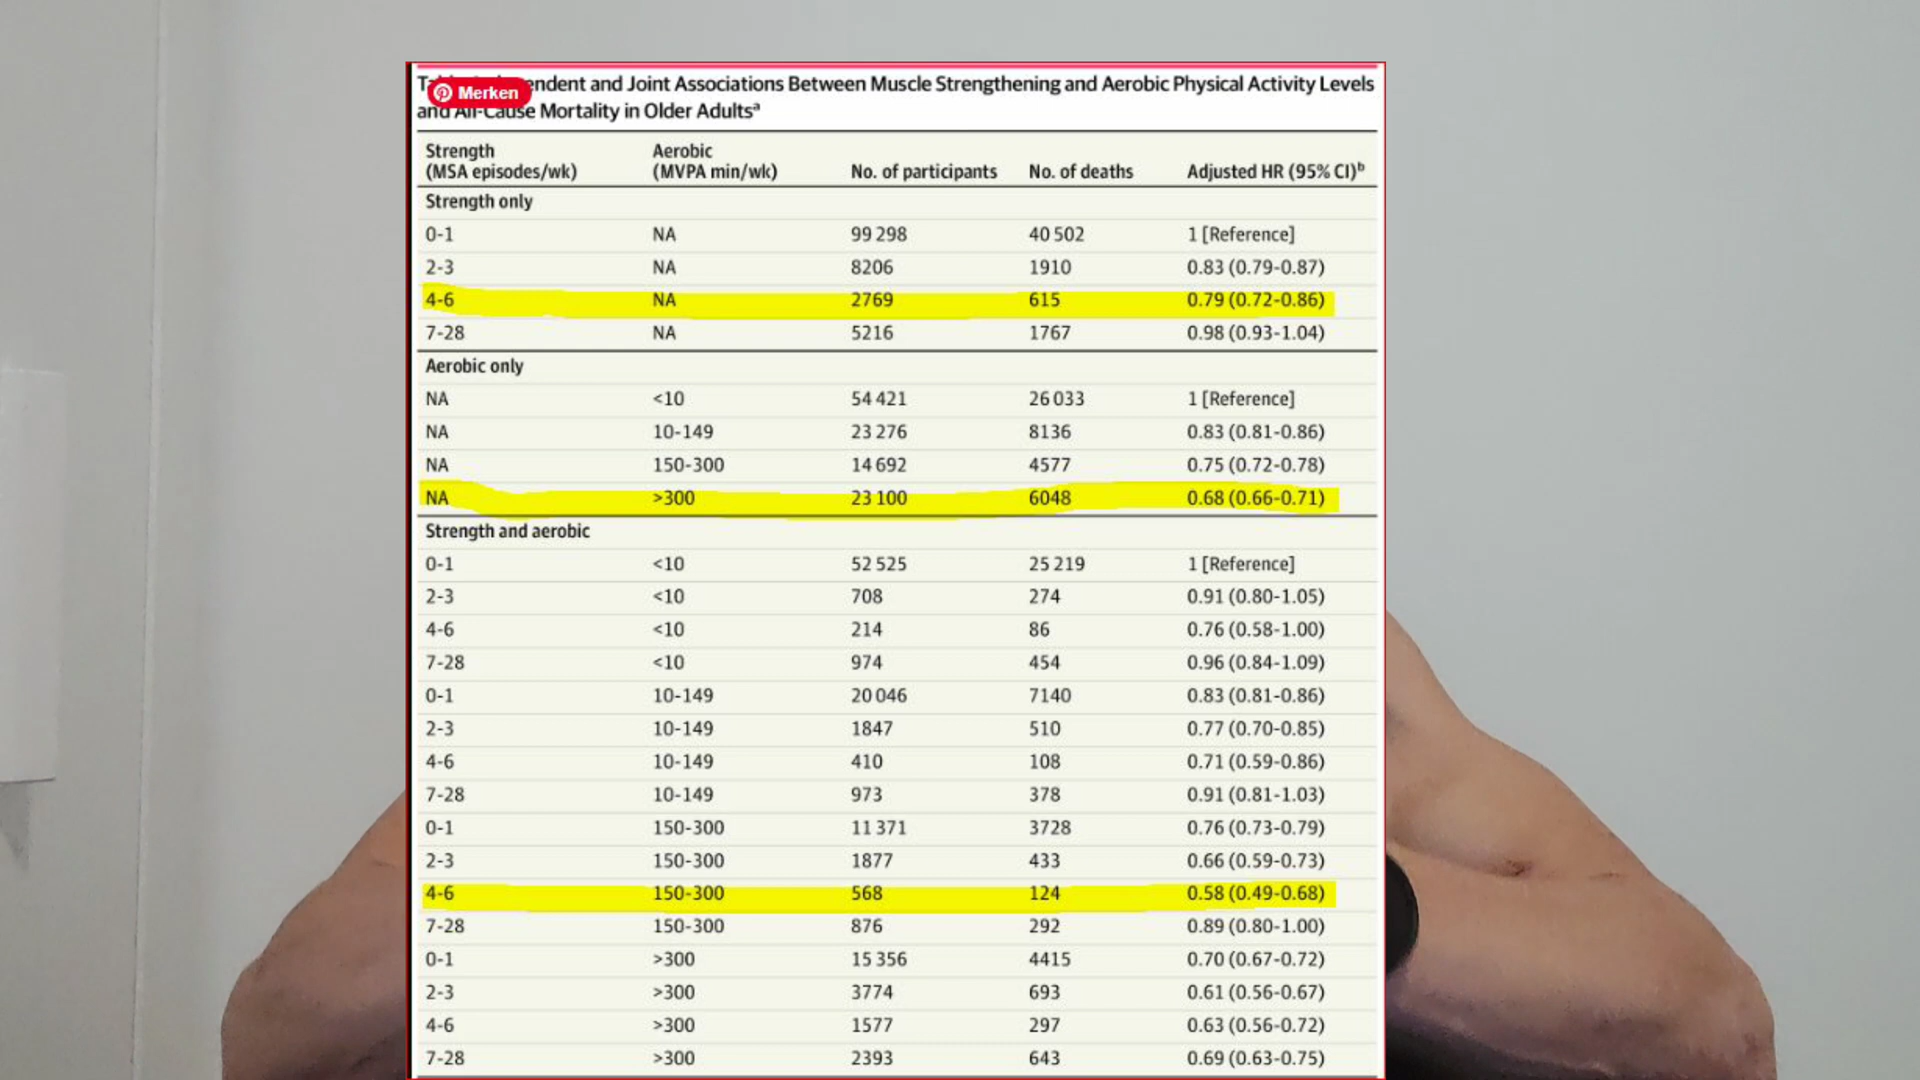 Merken
endent and Joint Associations Between Muscle Strengthening and Aerobic Physical Activity Levels
and All-Cause Mortality in Older Adultsᵃ
Strength (MSA episodes/wk) Aerobic (MVPA min/wk) No. of participants No. of deaths Adjusted HR (95% CI)ᵇ
Strength only
0-1 NA 99 298 40 502 1 [Reference]
2-3 NA 8206 1910 0.83 (0.79-0.87)
4-6 NA 2769 615 0.79 (0.72-0.86)
7-28 NA 5216 1767 0.98 (0.93-1.04)
Aerobic only
NA <10 54 421 26 033 1 [Reference]
NA 10-149 23 276 8136 0.83 (0.81-0.86)
NA 150-300 14 692 4577 0.75 (0.72-0.78)
NA >300 23 100 6048 0.68 (0.66-0.71)
Strength and aerobic
0-1 <10 52 525 25 219 1 [Reference]
2-3 <10 708 274 0.91 (0.80-1.05)
4-6 <10 214 86 0.76 (0.58-1.00)
7-28 <10 974 454 0.96 (0.84-1.09)
0-1 10-149 20 046 7140 0.83 (0.81-0.86)
2-3 10-149 1847 510 0.77 (0.70-0.85)
4-6 10-149 410 108 0.71 (0.59-0.86)
7-28 10-149 973 378 0.91 (0.81-1.03)
0-1 150-300 11 371 3728 0.76 (0.73-0.79)
2-3 150-300 1877 433 0.66 (0.59-0.73)
4-6 150-300 568 124 0.58 (0.49-0.68)
7-28 150-300 876 292 0.89 (0.80-1.00)
0-1 >300 15 356 4415 0.70 (0.67-0.72)
2-3 >300 3774 693 0.61 (0.56-0.67)
4-6 >300 1577 297 0.63 (0.56-0.72)
7-28 >300 2393 643 0.69 (0.63-0.75)